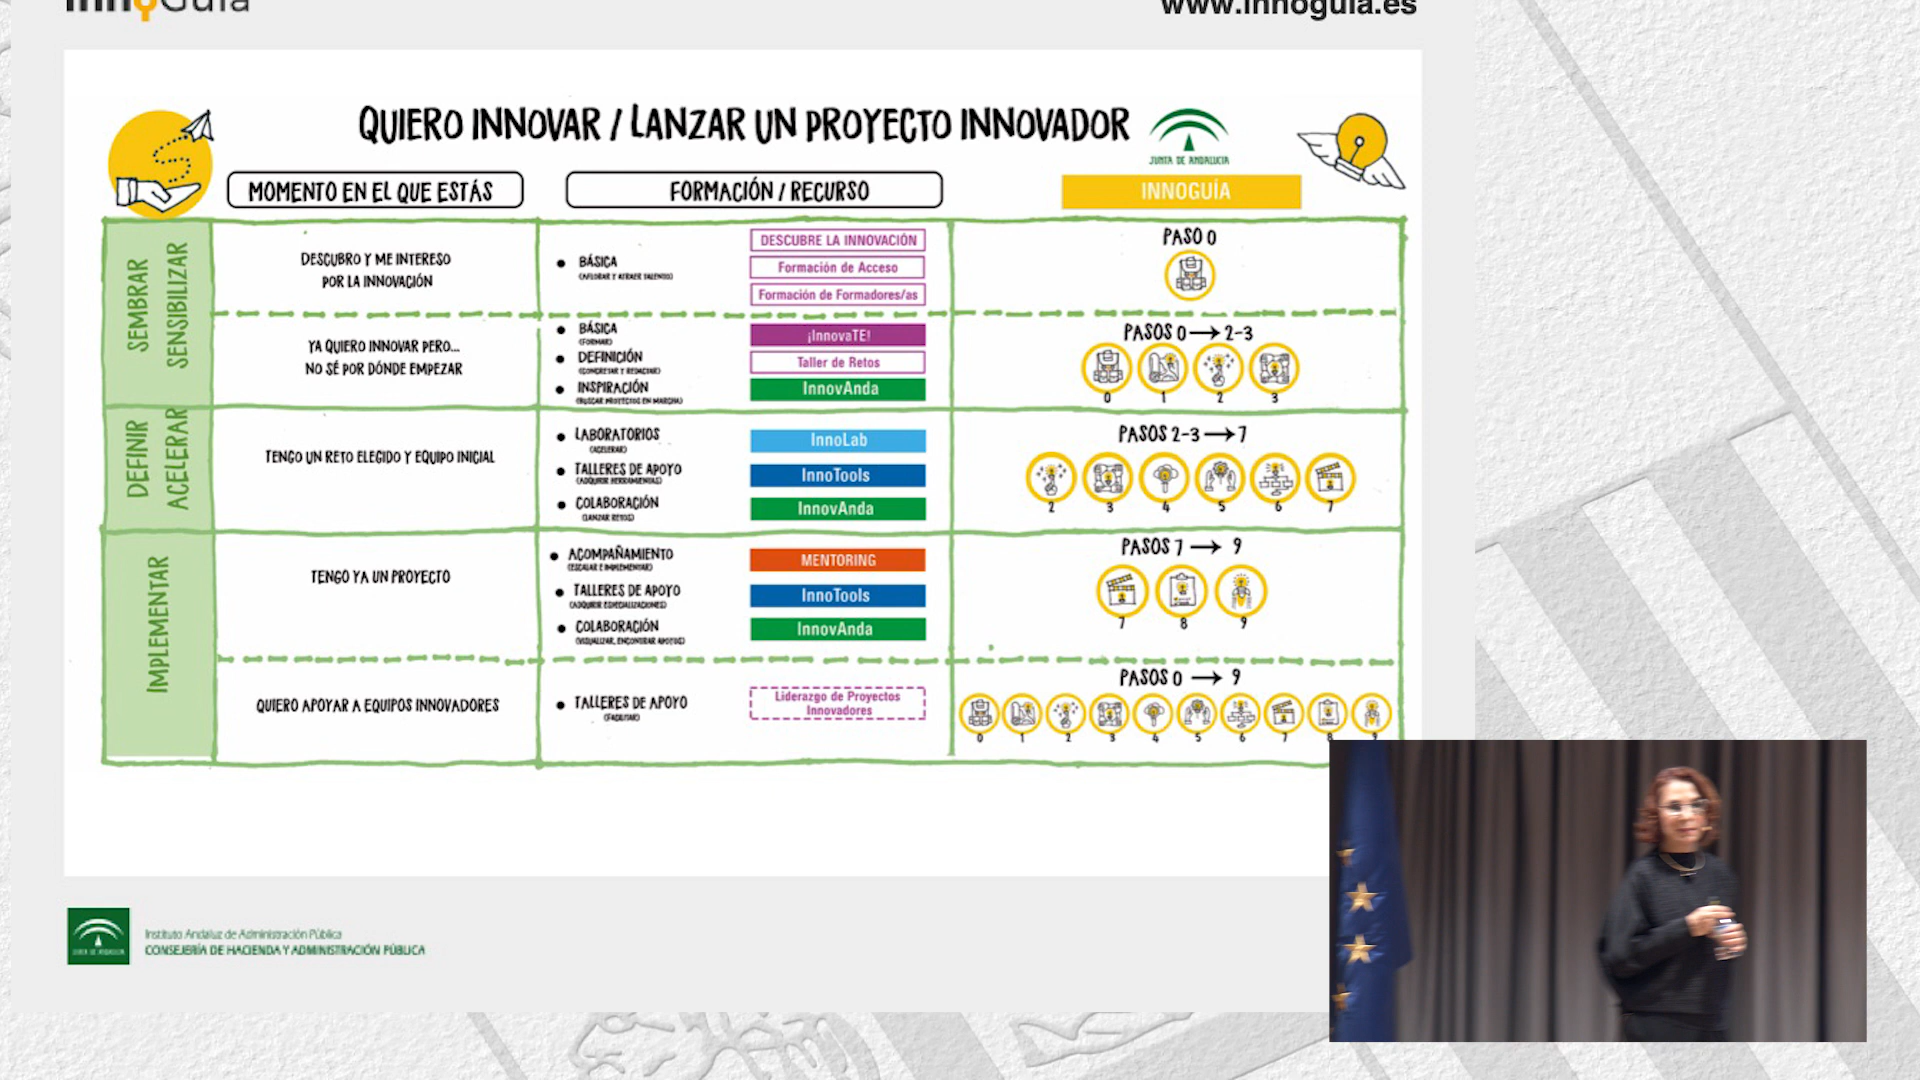 InnoGuía
www.innoguia.es
QUIERO INNOVAR / LANZAR UN PROYECTO INNOVADOR
JUNTA DE ANDALUCIA
MOMENTO EN EL QUE ESTÁS
FORMACIÓN / RECURSO
INNOGUÍA
SEMBRAR
SENSIBILIZAR
DESCUBRO Y ME INTERESO
POR LA INNOVACIÓN
BÁSICA
(AFLORAR Y ATRAER TALENTO)
DESCUBRE LA INNOVACIÓN
Formación de Acceso
Formación de Formadores/as
PASO 0
YA QUIERO INNOVAR PERO...
NO SÉ POR DÓNDE EMPEZAR
BÁSICA
(FORMAR)
DEFINICIÓN
(CONCRETAR Y REDACTAR)
INSPIRACIÓN
(BUSCAR PROYECTOS EN MARCHA)
¡InnovaTE!
Taller de Retos
InnovAnda
PASOS 0 → 2-3
0 1 2 3
DEFINIR
ACELERAR
TENGO UN RETO ELEGIDO Y EQUIPO INICIAL
LABORATORIOS
(ACELERAR)
TALLERES DE APOYO
(ADQUIRIR HERRAMIENTAS)
COLABORACIÓN
(LANZAR RETOS)
InnoLab
InnoTools
InnovAnda
PASOS 2-3 → 7
2 3 4 5 6 7
IMPLEMENTAR
TENGO YA UN PROYECTO
ACOMPAÑAMIENTO
(ESCALAR E IMPLEMENTAR)
TALLERES DE APOYO
(ADQUIRIR ESPECIALIZACIONES)
COLABORACIÓN
(VISUALIZAR, ENCONTRAR APOYOS)
MENTORING
InnoTools
InnovAnda
PASOS 7 → 9
7 8 9
QUIERO APOYAR A EQUIPOS INNOVADORES
TALLERES DE APOYO
(FACILITAR)
Liderazgo de Proyectos
Innovadores
PASOS 0 → 9
0 1 2 3 4 5 6 7 8 9
JUNTA DE ANDALUCIA
Instituto Andaluz de Administración Pública
CONSEJERÍA DE HACIENDA Y ADMINISTRACIÓN PÚBLICA